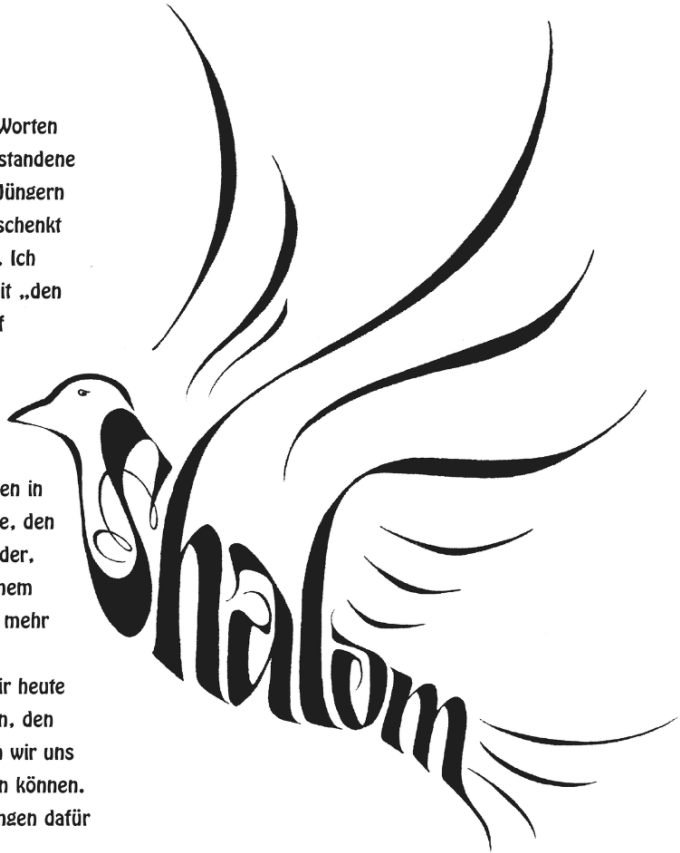 Worten
standene
Jüngern
schenkt
. Ich
it „den
f
en in
e, den
der,
nem
mehr
ir heute
n, den
n wir uns
n können.
ngen dafür
Shalom